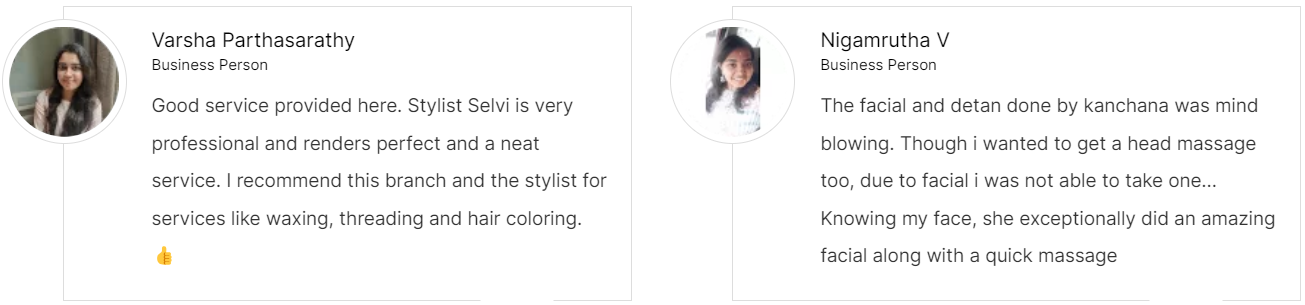 Varsha Parthasarathy
Business Person
Good service provided here. Stylist Selvi is very
professional and renders perfect and a neat
service. I recommend this branch and the stylist for
services like waxing, threading and hair coloring.
👍
Nigamrutha V
Business Person
The facial and detan done by kanchana was mind
blowing. Though i wanted to get a head massage
too, due to facial i was not able to take one...
Knowing my face, she exceptionally did an amazing
facial along with a quick massage